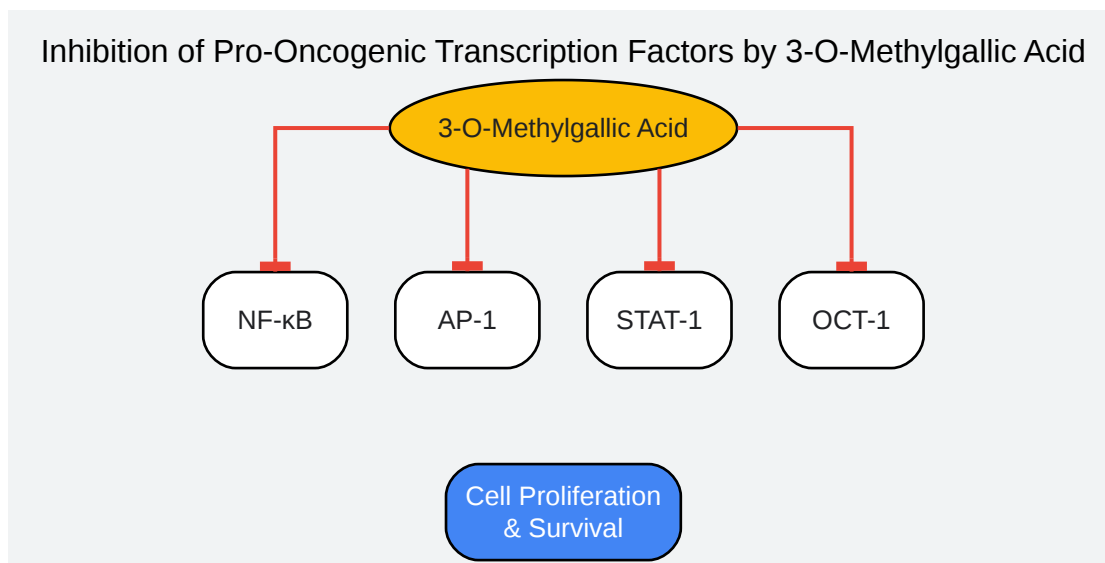 Inhibition of Pro-Oncogenic Transcription Factors by 3-O-Methylgallic Acid
3-O-Methylgallic Acid
NF-κB
AP-1
STAT-1
OCT-1
Cell Proliferation
& Survival